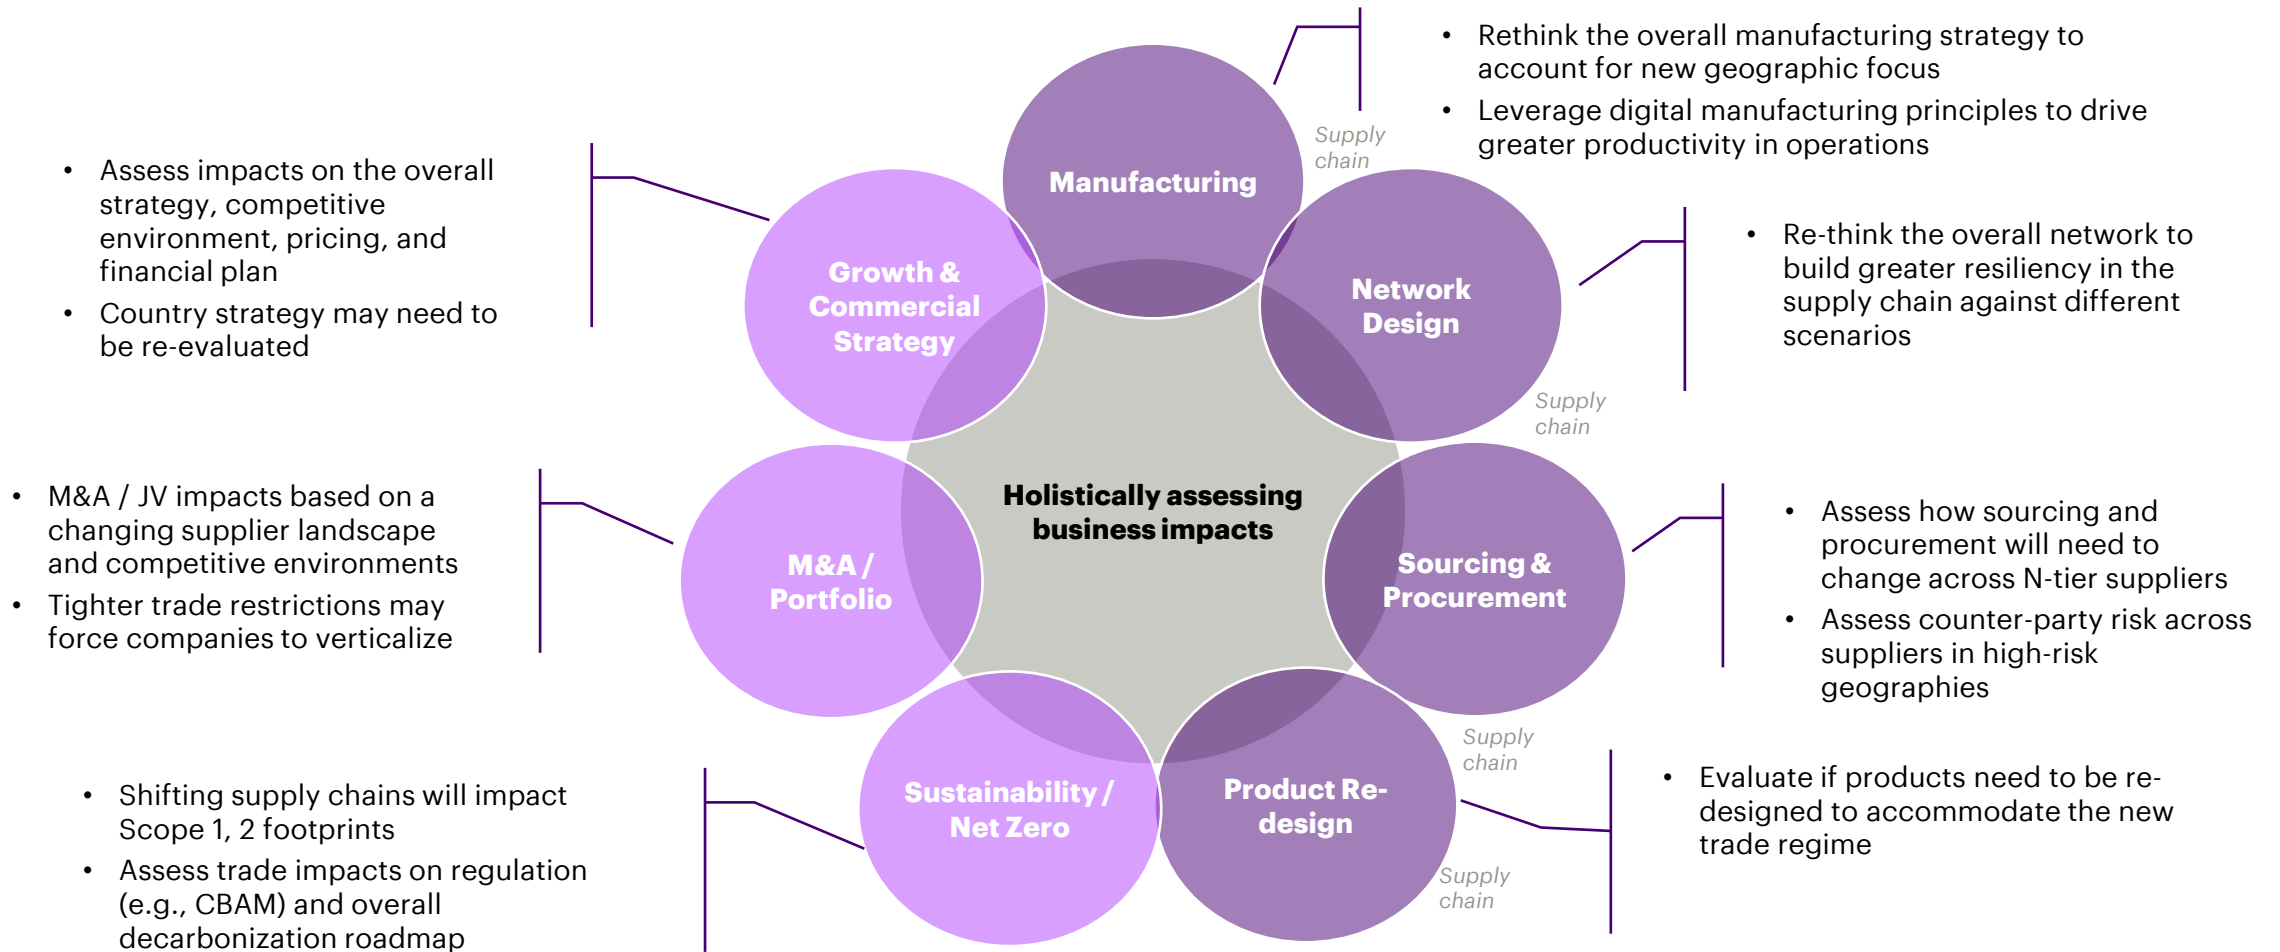 • Rethink the overall manufacturing strategy to
account for new geographic focus
• Leverage digital manufacturing principles to drive
greater productivity in operations
Supply
chain
Manufacturing
• Assess impacts on the overall
strategy, competitive
environment, pricing, and
financial plan
• Country strategy may need to
be re-evaluated
Growth &
Commercial
Strategy
Network
Design
• Re-think the overall network to
build greater resiliency in the
supply chain against different
scenarios
Supply
chain
Holistically assessing
business impacts
• M&A / JV impacts based on a
changing supplier landscape
and competitive environments
• Tighter trade restrictions may
force companies to verticalize
M&A /
Portfolio
Sourcing &
Procurement
• Assess how sourcing and
procurement will need to
change across N-tier suppliers
• Assess counter-party risk across
suppliers in high-risk
geographies
Supply
chain
• Shifting supply chains will impact
Scope 1, 2 footprints
• Assess trade impacts on regulation
(e.g., CBAM) and overall
decarbonization roadmap
Sustainability /
Net Zero
Product Re-
design
• Evaluate if products need to be re-
designed to accommodate the new
trade regime
Supply
chain